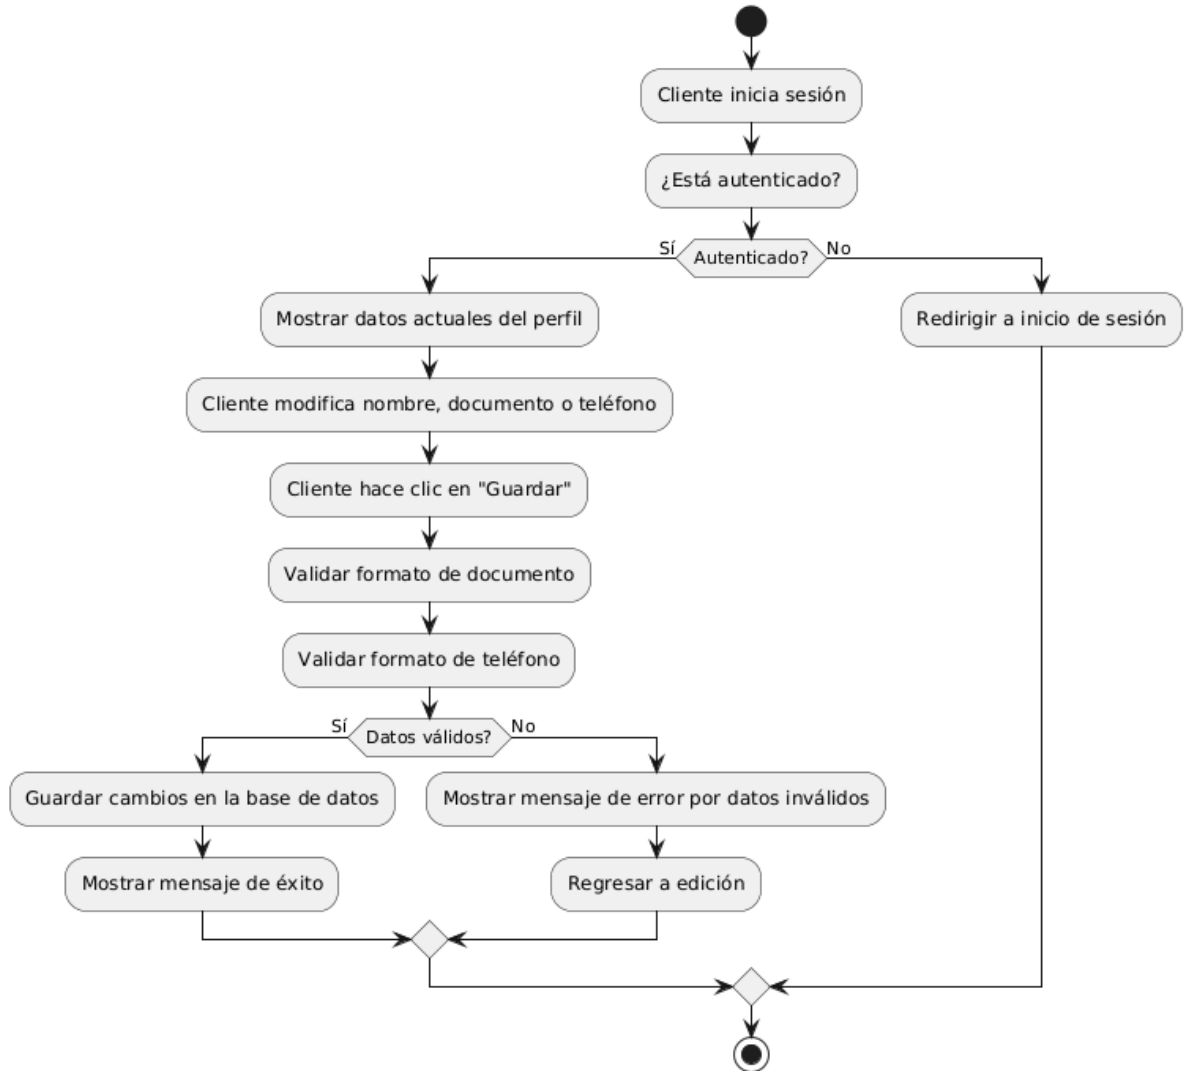 Cliente inicia sesión
¿Está autenticado?
Sí
Autenticado?
No
Mostrar datos actuales del perfil
Redirigir a inicio de sesión
Cliente modifica nombre, documento o teléfono
Cliente hace clic en "Guardar"
Validar formato de documento
Validar formato de teléfono
Sí
Datos válidos?
No
Guardar cambios en la base de datos
Mostrar mensaje de error por datos inválidos
Mostrar mensaje de éxito
Regresar a edición